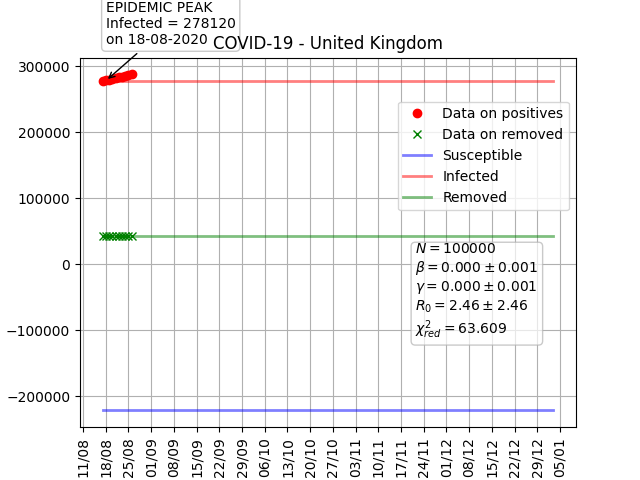 EPIDEMIC PEAK
Infected = 278120
on 18-08-2020
COVID-19 - United Kingdom
300000
200000
100000
0
−100000
−200000
Data on positives
Data on removed
Susceptible
Infected
Removed
N = 100000
β = 0.000 ± 0.001
γ = 0.000 ± 0.001
R₀ = 2.46 ± 2.46
χ²red = 63.609
11/08
18/08
25/08
01/09
08/09
15/09
22/09
29/09
06/10
13/10
20/10
27/10
03/11
10/11
17/11
24/11
01/12
08/12
15/12
22/12
29/12
05/01